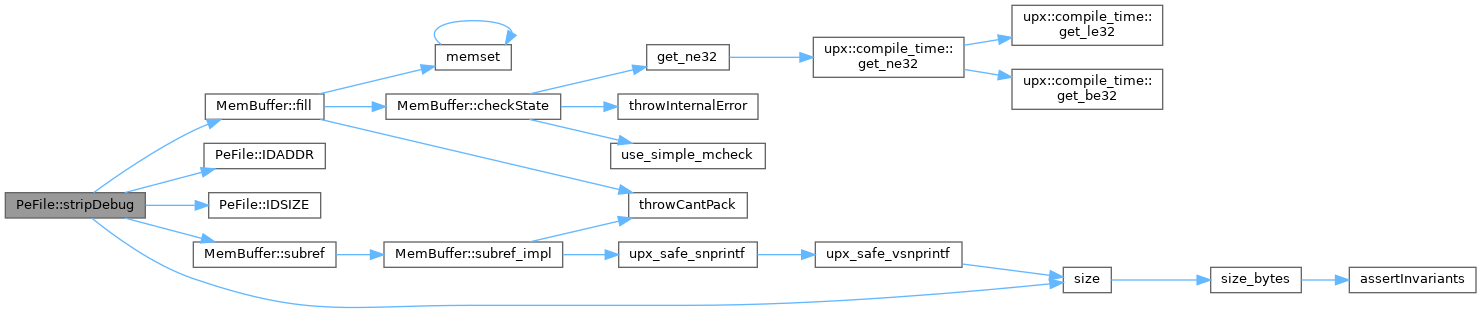 upx::compile_time::
get_le32
memset
get_ne32
upx::compile_time::
get_ne32
upx::compile_time::
get_be32
MemBuffer::fill
MemBuffer::checkState
throwInternalError
PeFile::IDADDR
use_simple_mcheck
PeFile::stripDebug
PeFile::IDSIZE
throwCantPack
MemBuffer::subref
MemBuffer::subref_impl
upx_safe_snprintf
upx_safe_vsnprintf
size
size_bytes
assertInvariants